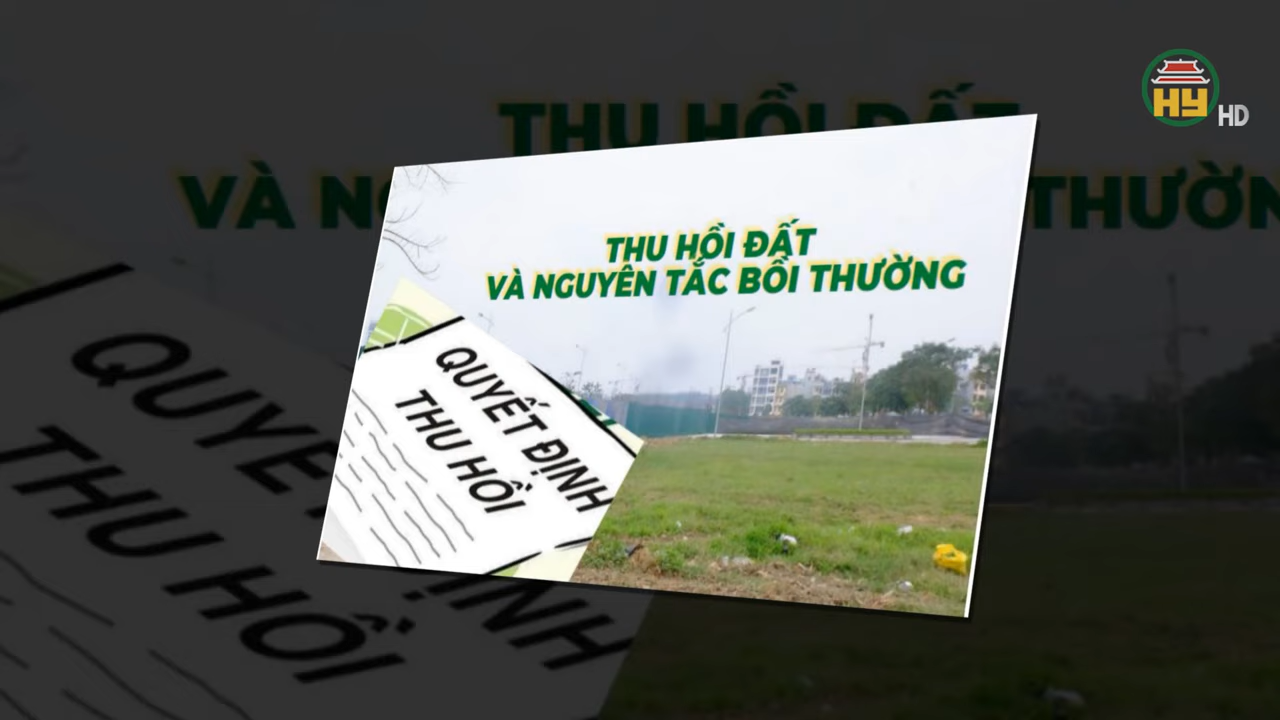 HY HD
THU HỒI ĐẤT
VÀ NGUYÊN TẮC BỒI THƯỜNG
QUYẾT ĐỊNH
THU HỒI